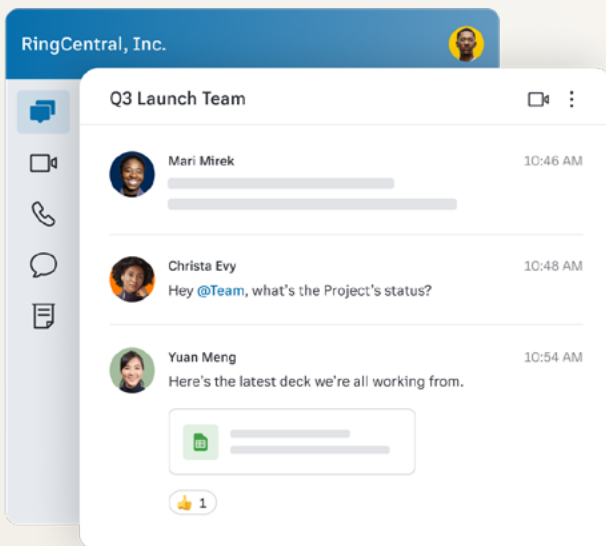 RingCentral, Inc.
Q3 Launch Team
Mari Mirek 10:46 AM
Christa Evy 10:48 AM
Hey @Team, what's the Project's status?
Yuan Meng 10:54 AM
Here's the latest deck we're all working from.
1